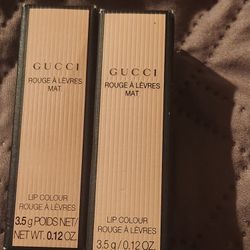 GUCCI
ROUGE À LÈVRES
MAT
LIP COLOUR
ROUGE À LÈVRES
3.5 g POIDS NET/
NET WT. 0.12 OZ.
GUCCI
ROUGE À LÈVRES
MAT
LIP COLOUR
ROUGE À LÈVRES
3.5 g / 0.12 OZ.